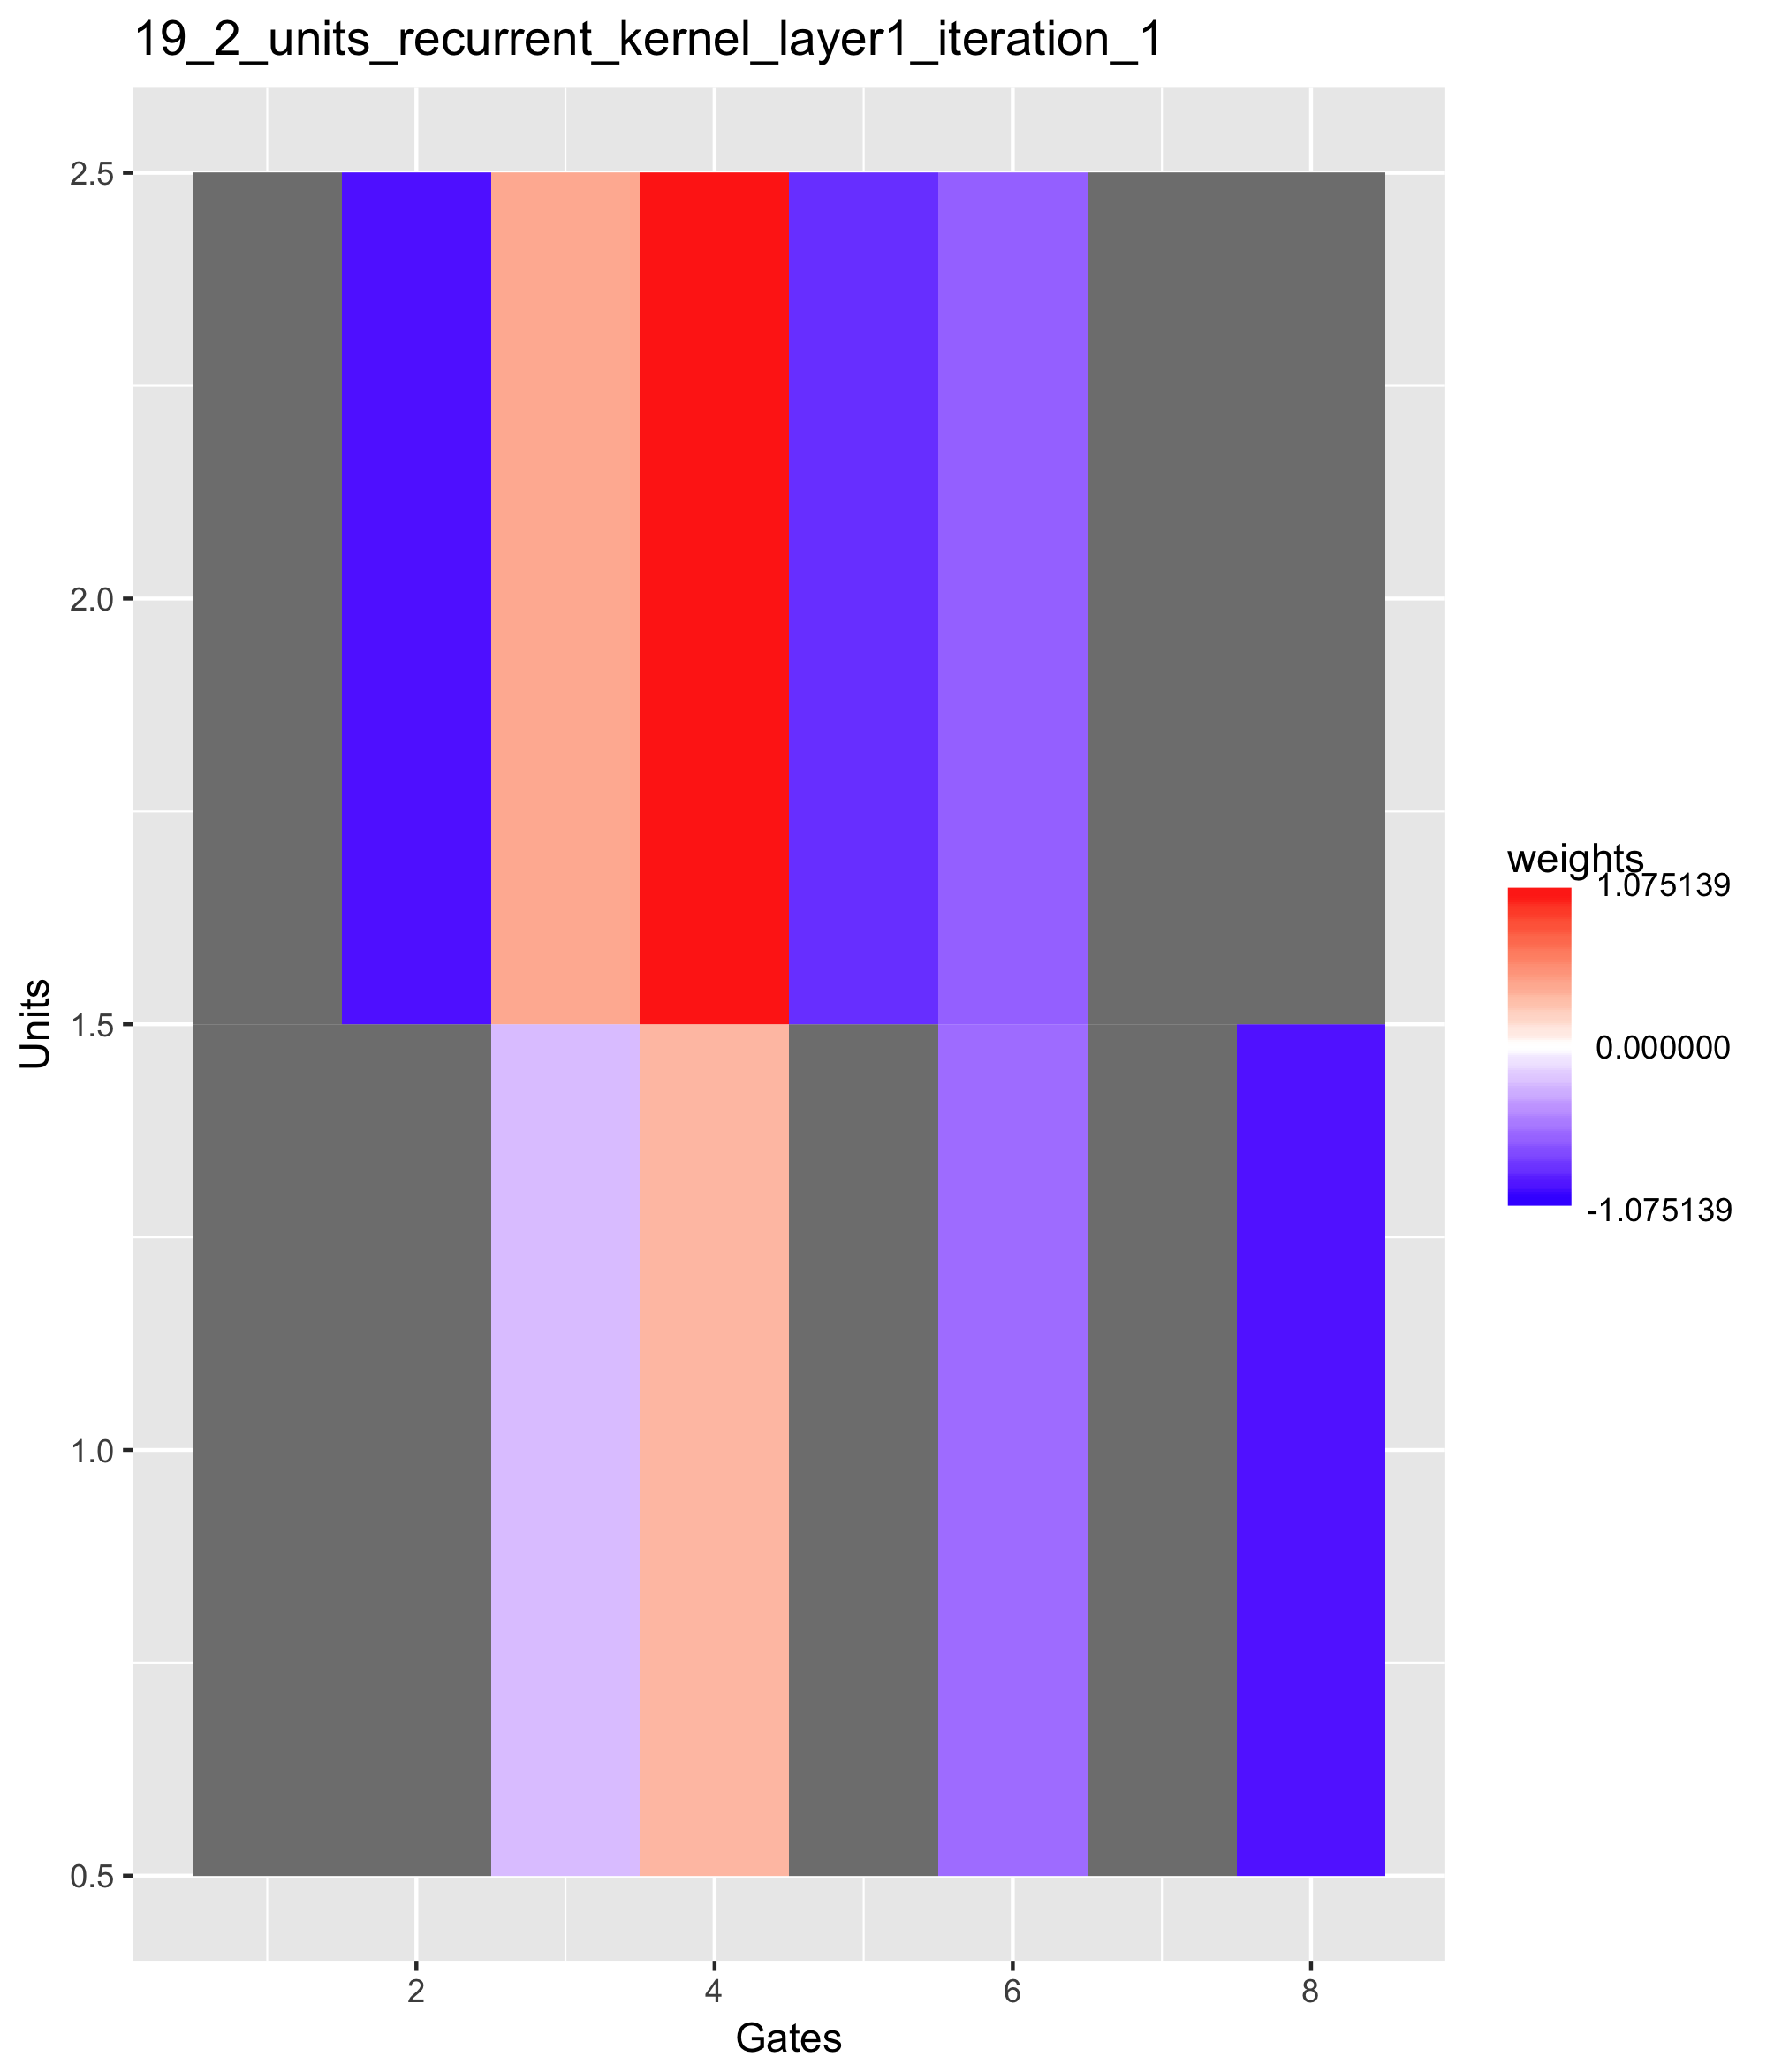 19_2_units_recurrent_kernel_layer1_iteration_1
2.5
2.0
1.5
1.0
0.5
Units
2 4 6 8
Gates
weights
1.075139
0.000000
-1.075139